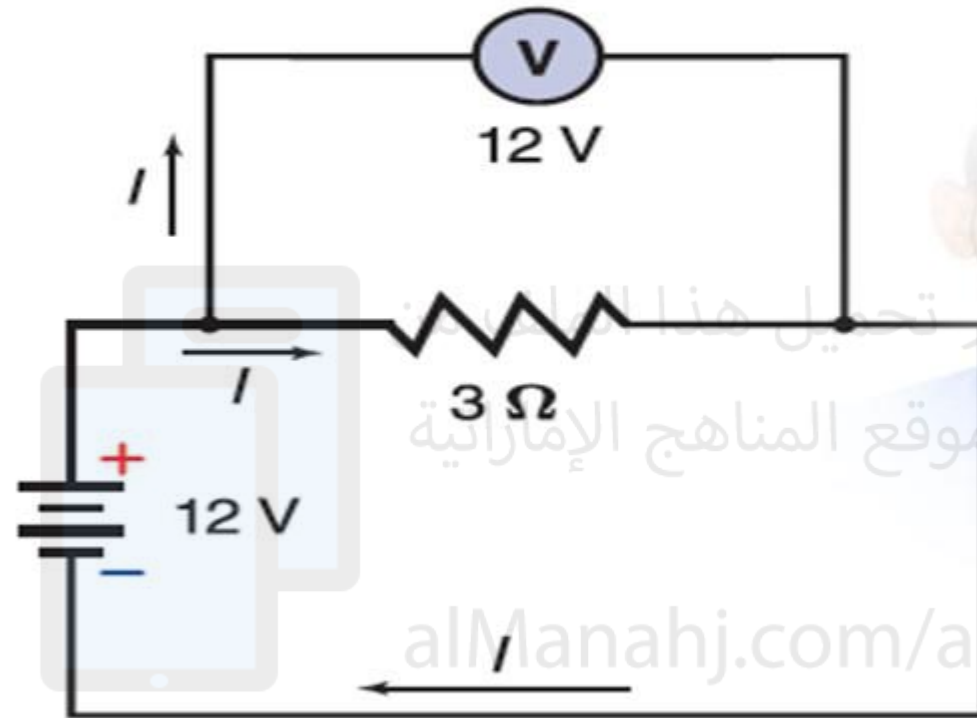 V
12 V
I
تحميل هذا الملف من
I
3 Ω
موقع المناهج الإماراتية
+
12 V
−
alManahj.com/a
I